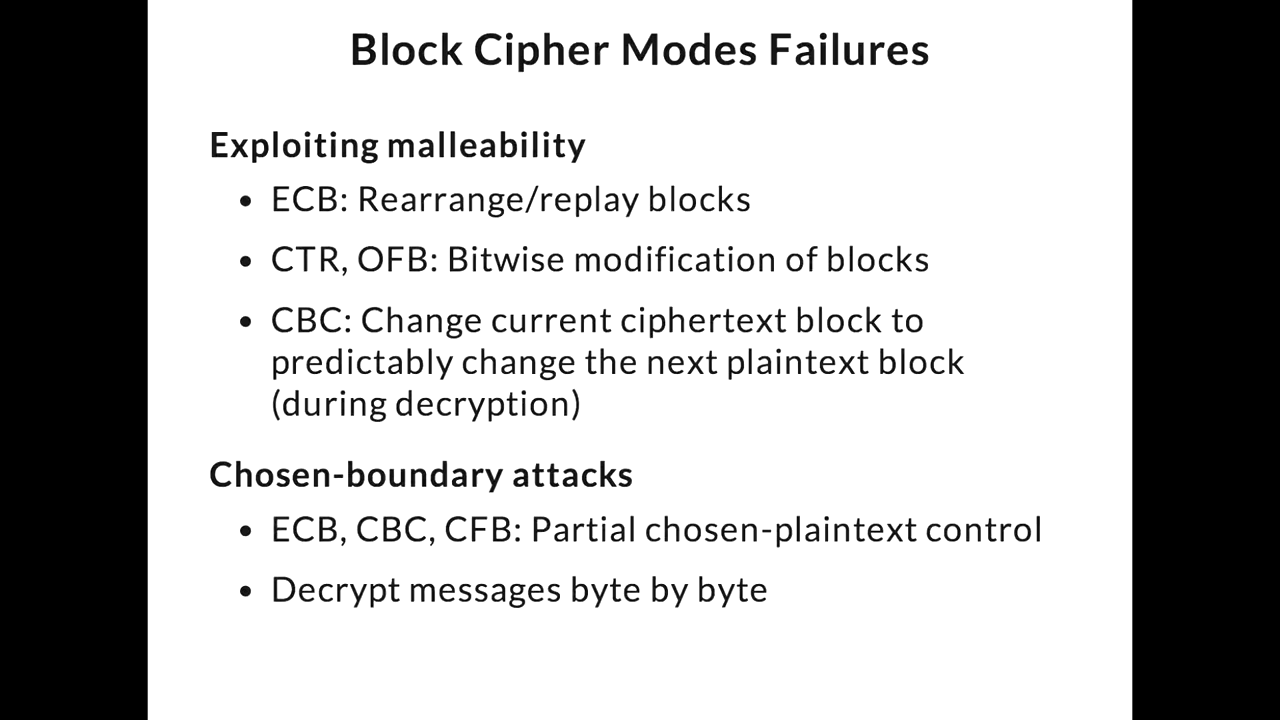 Block Cipher Modes Failures
Exploiting malleability
• ECB: Rearrange/replay blocks
• CTR, OFB: Bitwise modification of blocks
• CBC: Change current ciphertext block to
predictably change the next plaintext block
(during decryption)
Chosen-boundary attacks
• ECB, CBC, CFB: Partial chosen-plaintext control
• Decrypt messages byte by byte